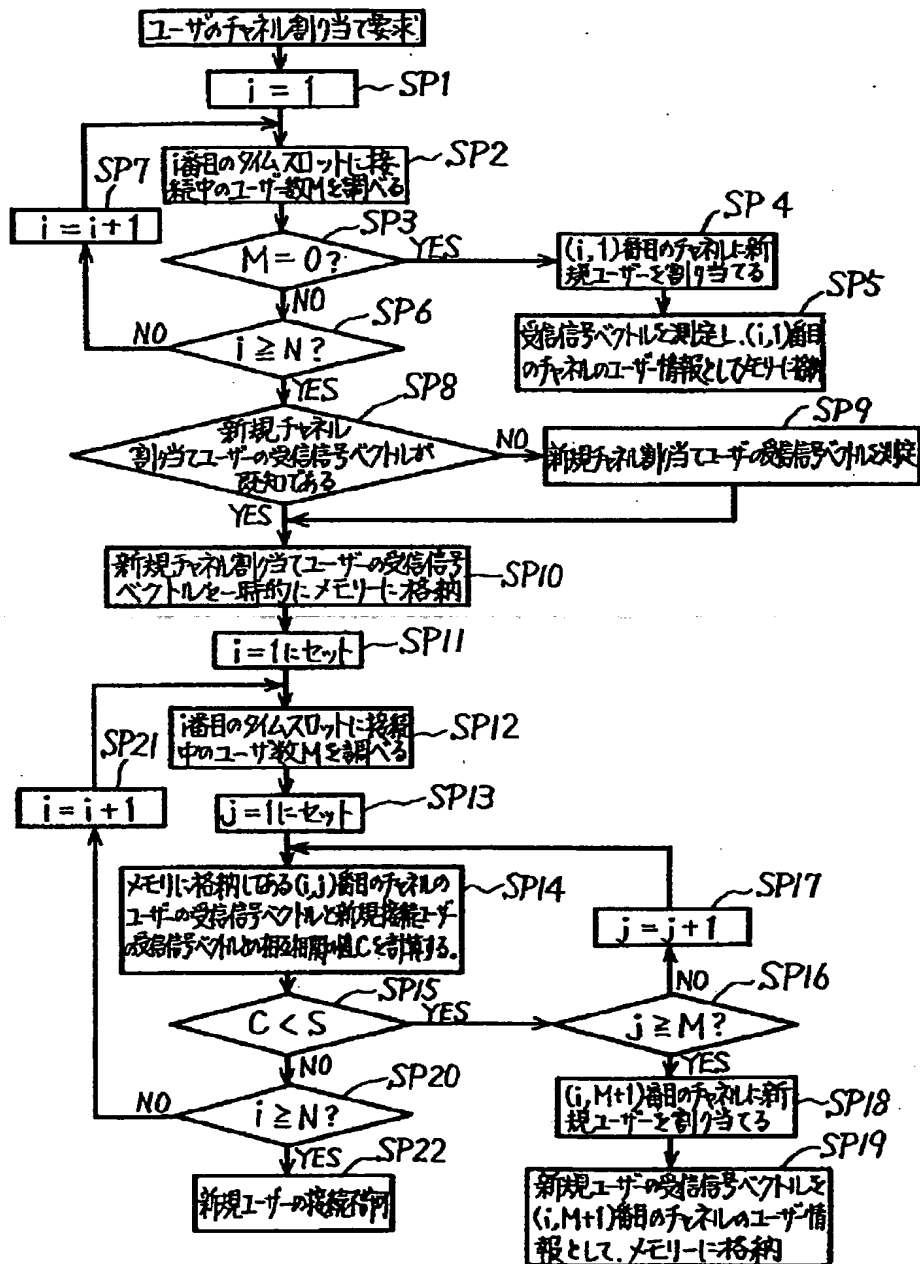 ユーザのチャネル割り当て要求
i = 1
SP1
SP7
i番目のタイムスロットに接
続中のユーザー数Mを調べる
SP2
i = i+1
SP3
M = 0?
YES
SP4
(i,1)番目のチャネルに新
規ユーザーを割り当てる
NO
SP6
SP5
NO
i ≧ N?
受信信号ベクトルを測定し、(i,1)番目
のチャネルのユーザー情報としてメモリーに格納
YES
SP8
新規チャネル
割り当てユーザーの受信信号ベクトルが
既知である
NO
SP9
新規チャネル割り当てユーザーの受信信号ベクトルを測定
YES
新規チャネル割り当てユーザーの受信信号
ベクトルを一時的にメモリーに格納
SP10
i=1にセット
SP11
i番目のタイムスロットに接続
中のユーザ数Mを調べる
SP12
SP21
i = i+1
j=1にセット
SP13
メモリに格納してある(i,j)番目のチャネルの
ユーザーの受信信号ベクトルと新規接続ユーザー
の受信信号ベクトルとの相互相関値Cを計算する。
SP14
SP17
j = j+1
SP15
NO
SP16
C < S
YES
j ≧ M?
NO
SP20
YES
NO
i ≧ N?
(i,M+1)番目のチャネルに新
規ユーザーを割り当てる
SP18
YES
SP22
SP19
新規ユーザーの接続
新規ユーザーの受信信号ベクトルを
(i,M+1)番目のチャネルのユーザー情
報として、メモリーに格納